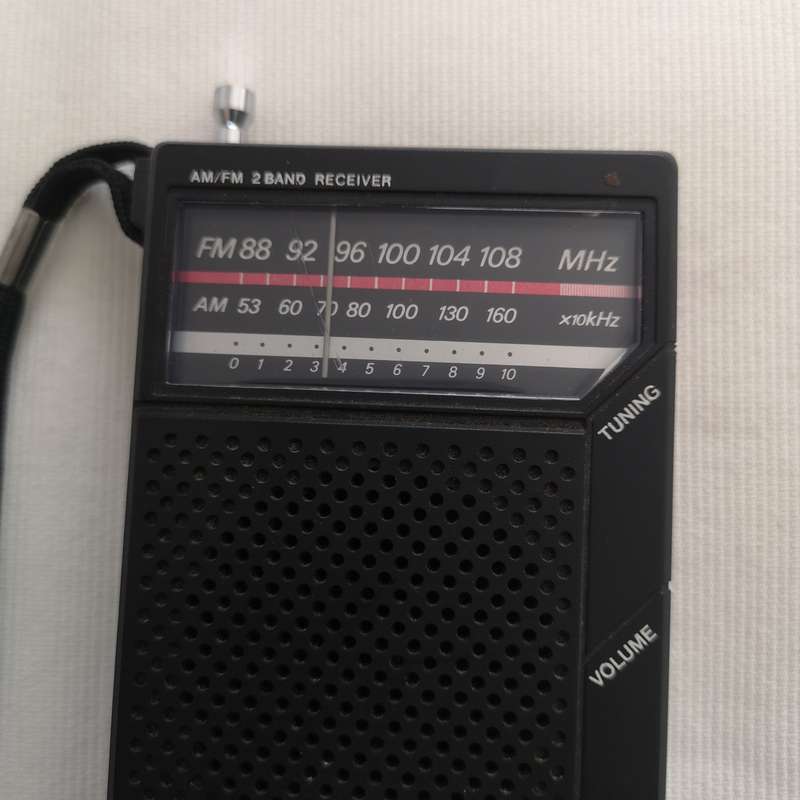 AM/FM 2 BAND RECEIVER
FM 88 92 96 100 104 108 MHz
AM 53 60 70 80 100 130 160 x10kHz
0 1 2 3 4 5 6 7 8 9 10
TUNING
VOLUME